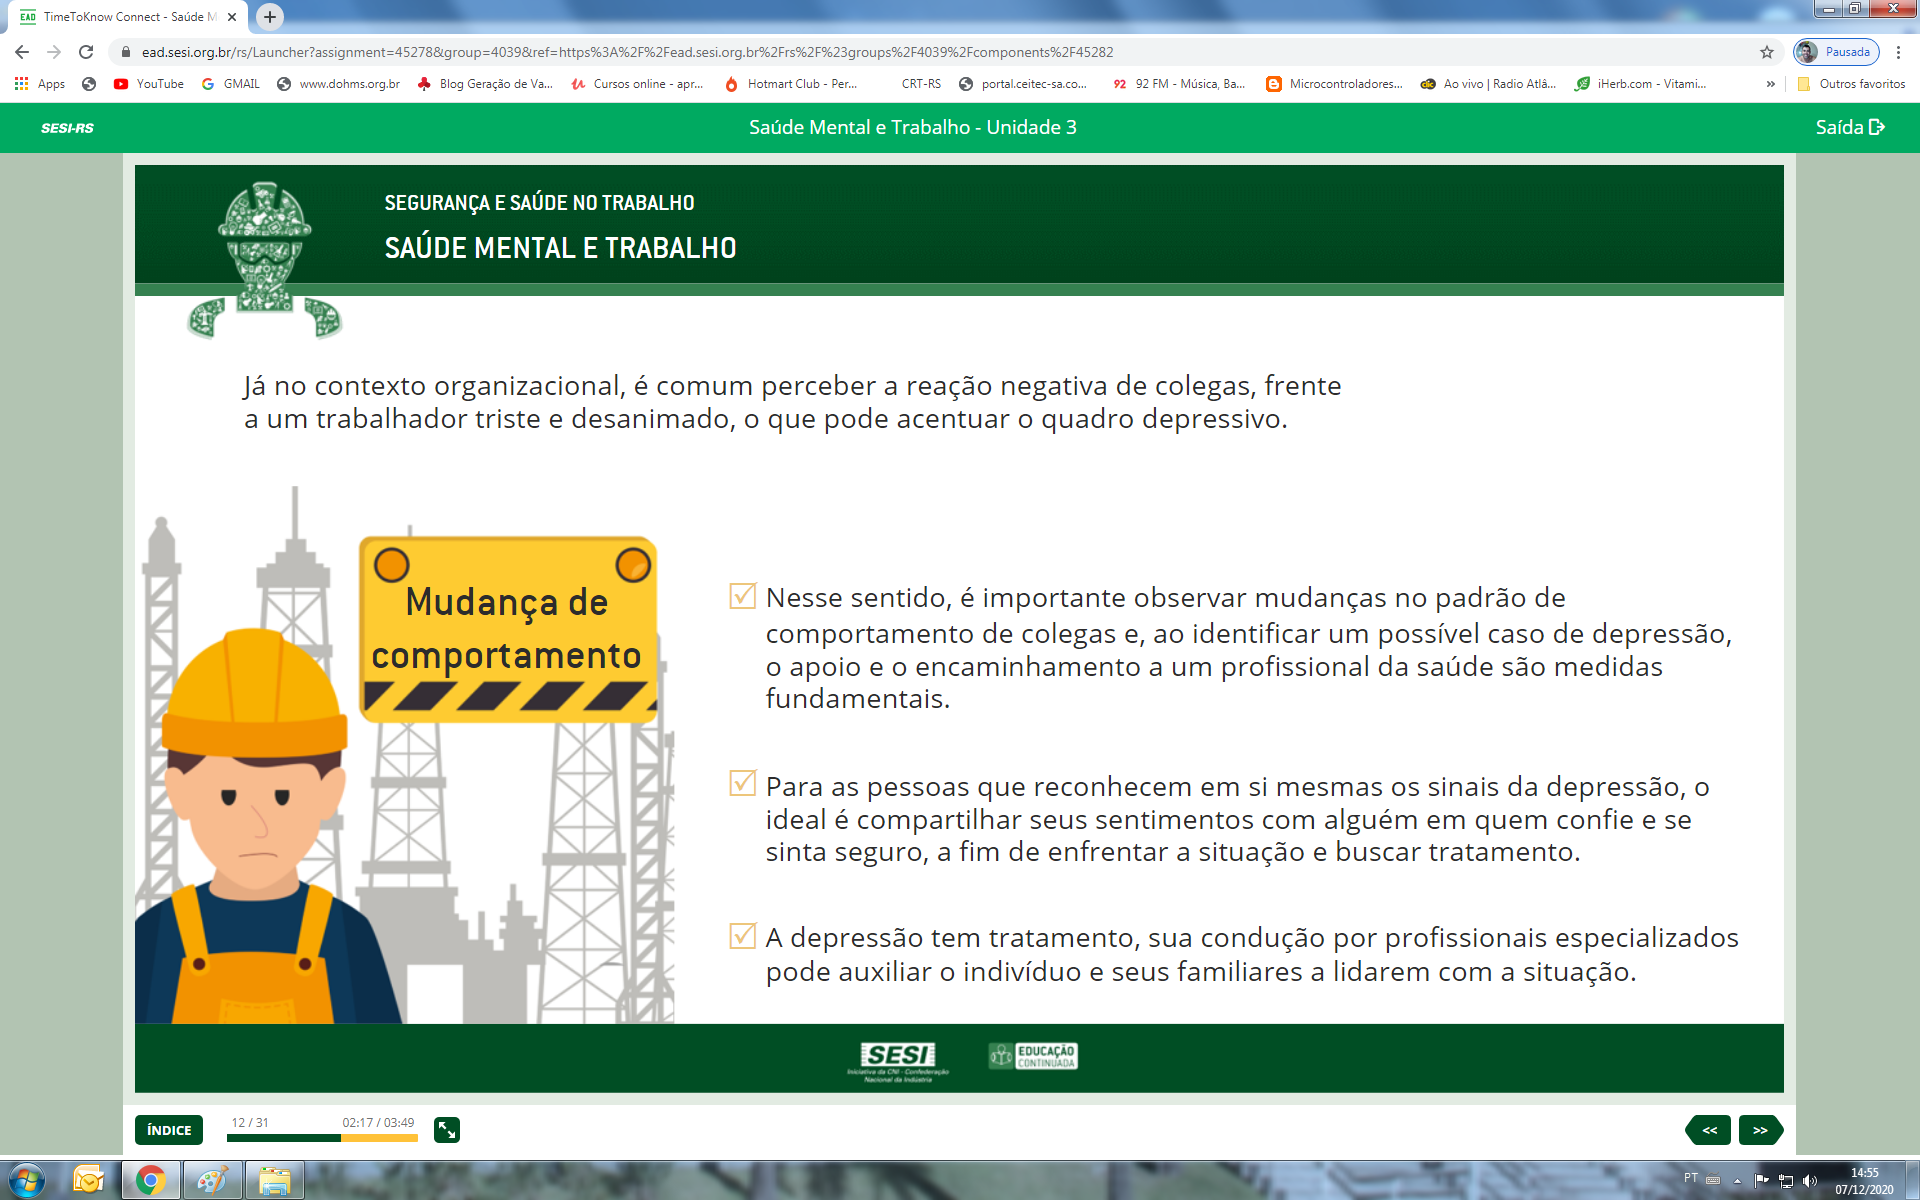 EAD TimeToKnow Connect - Saúde M
ead.sesi.org.br/rs/Launcher?assignment=45278&group=4039&ref=https%3A%2F%2Fead.sesi.org.br%2Frs%2F%23groups%2F4039%2Fcomponents%2F45282
Pausada
Apps YouTube GMAIL www.dohms.org.br Blog Geração de Va... Cursos online - apr... Hotmart Club - Per... CRT-RS portal.ceitec-sa.co... 92 92 FM - Música, Ba... Microcontroladores... Ao vivo | Radio Atlâ... iHerb.com - Vitami... » Outros favoritos
SESI-RS Saúde Mental e Trabalho - Unidade 3 Saída
SEGURANÇA E SAÚDE NO TRABALHO
SAÚDE MENTAL E TRABALHO
Já no contexto organizacional, é comum perceber a reação negativa de colegas, frente
a um trabalhador triste e desanimado, o que pode acentuar o quadro depressivo.
Mudança de
comportamento
Nesse sentido, é importante observar mudanças no padrão de
comportamento de colegas e, ao identificar um possível caso de depressão,
o apoio e o encaminhamento a um profissional da saúde são medidas
fundamentais.
Para as pessoas que reconhecem em si mesmas os sinais da depressão, o
ideal é compartilhar seus sentimentos com alguém em quem confie e se
sinta seguro, a fim de enfrentar a situação e buscar tratamento.
A depressão tem tratamento, sua condução por profissionais especializados
pode auxiliar o indivíduo e seus familiares a lidarem com a situação.
SESI
Iniciativa da CNI - Confederação
Nacional da Indústria
EDUCAÇÃO
CONTINUADA
ÍNDICE 12 / 31 02:17 / 03:49 << >>
PT 14:55
07/12/2020